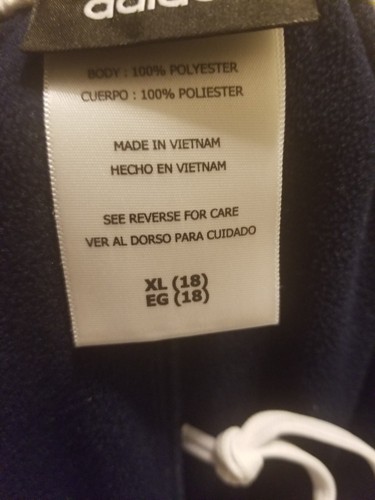 adidas
BODY : 100% POLYESTER
CUERPO : 100% POLIESTER
MADE IN VIETNAM
HECHO EN VIETNAM
SEE REVERSE FOR CARE
VER AL DORSO PARA CUIDADO
XL (18)
EG (18)